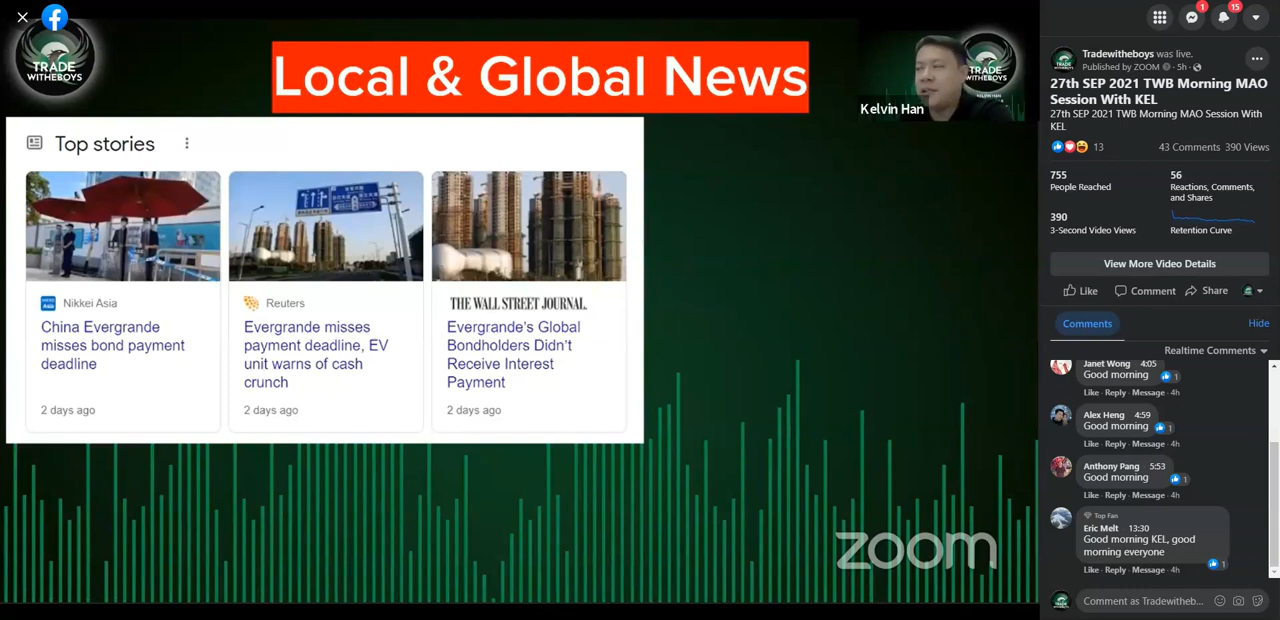 TRADE
WITHEBOYS
Local & Global News
TRADE
WITHEBOYS
Kelvin Han
Top stories
Nikkei Asia
China Evergrande
misses bond payment
deadline
2 days ago
Reuters
Evergrande misses
payment deadline, EV
unit warns of cash
crunch
2 days ago
THE WALL STREET JOURNAL.
Evergrande's Global
Bondholders Didn't
Receive Interest
Payment
2 days ago
zoom
1
15
Tradewitheboys was live.
Published by ZOOM · 5h ·
27th SEP 2021 TWB Morning MAO
Session With KEL
27th SEP 2021 TWB Morning MAO Session With
KEL
13
43 Comments 390 Views
755
People Reached
56
Reactions, Comments,
and Shares
390
3-Second Video Views
Retention Curve
View More Video Details
Like Comment Share
Comments
Hide
Realtime Comments
Janet Wong 4:05
Good morning
1
Like · Reply · Message · 4h
Alex Heng 4:59
Good morning
1
Like · Reply · Message · 4h
Anthony Pang 5:53
Good morning
1
Like · Reply · Message · 4h
Top Fan
Eric Melt 13:30
Good morning KEL, good
morning everyone
1
Like · Reply · Message · 4h
Comment as Tradewitheb...